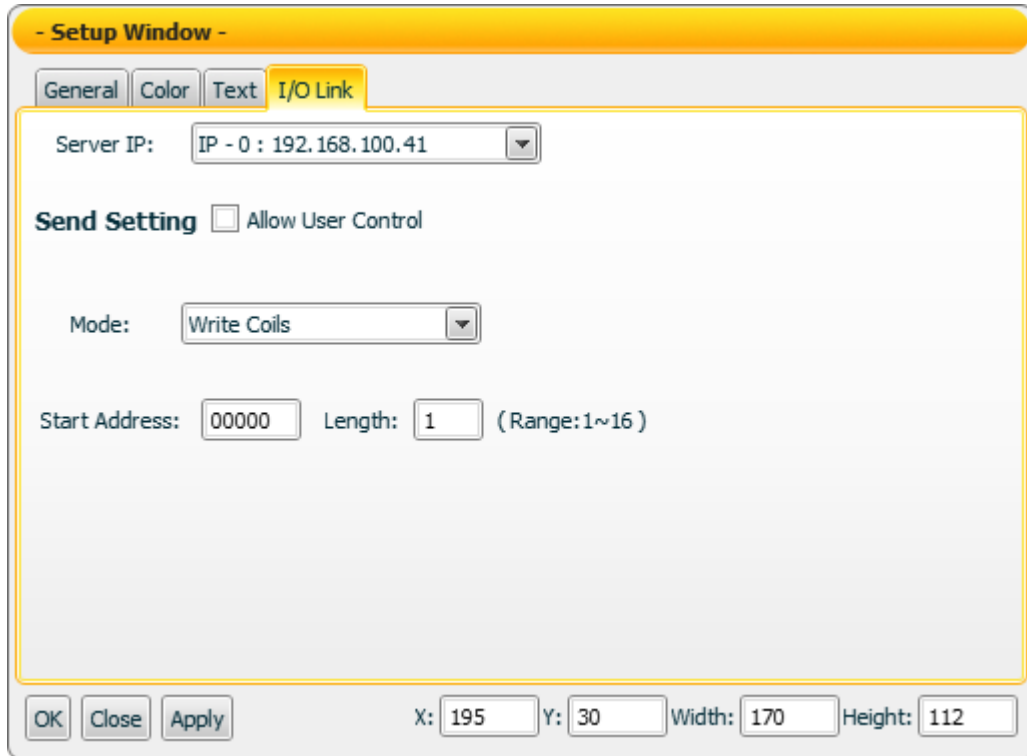 - Setup Window -
General Color Text I/O Link
Server IP: IP - 0 : 192.168.100.41
Send Setting Allow User Control
Mode: Write Coils
Start Address: 00000 Length: 1 (Range:1~16 )
OK Close Apply X: 195 Y: 30 Width: 170 Height: 112